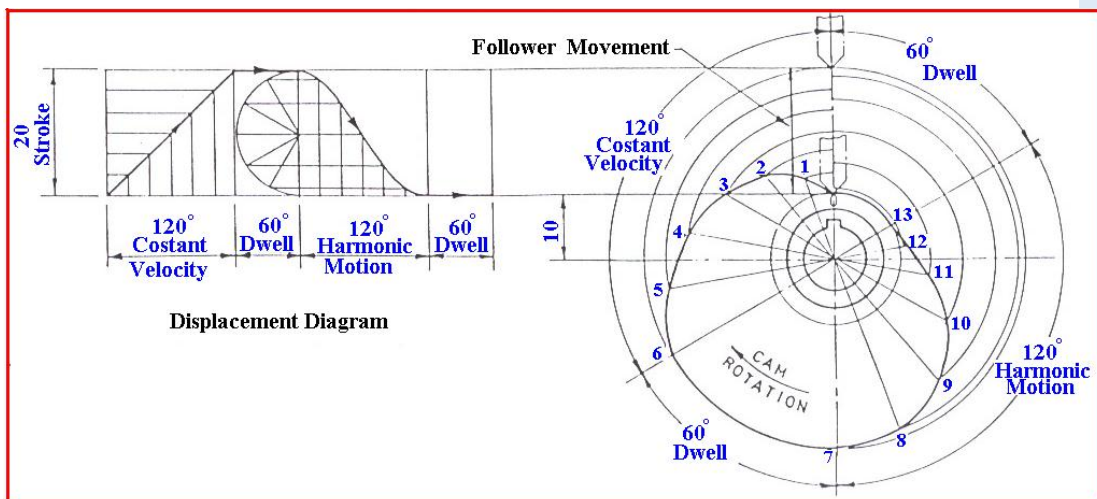 Follower Movement
60°
Dwell
20
Stroke
120°
Costant
Velocity
60°
Dwell
120°
Harmonic
Motion
60°
Dwell
10
Displacement Diagram
120°
Costant
Velocity
1
2
3
4
5
6
7
8
9
10
11
12
13
CAM
ROTATION
60°
Dwell
120°
Harmonic
Motion